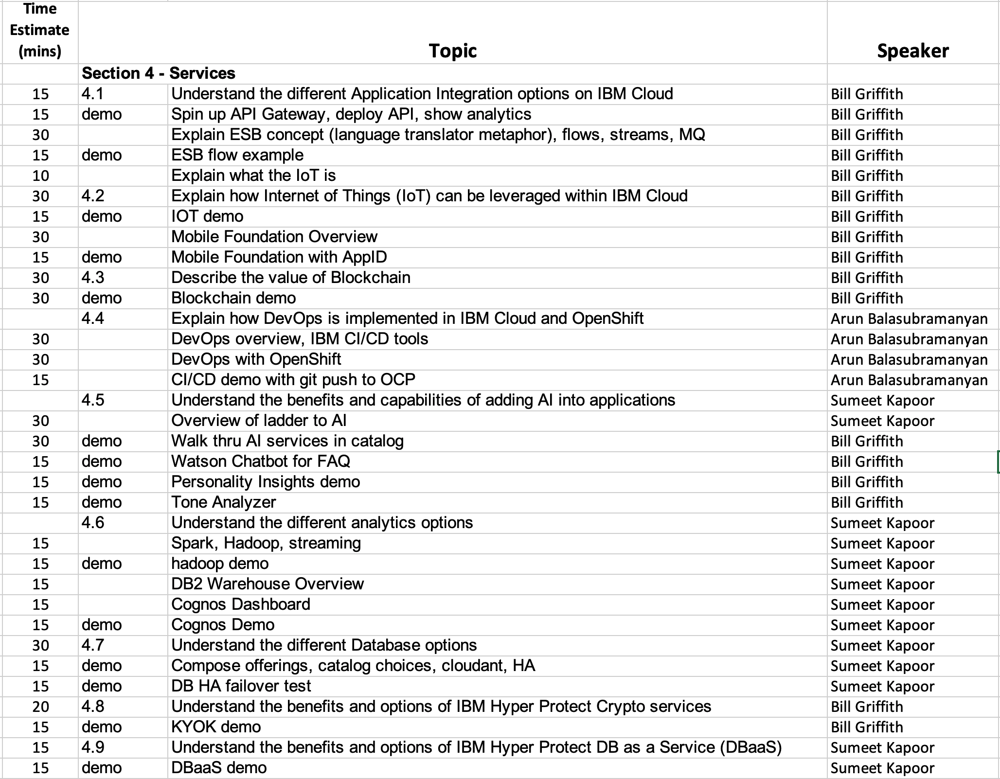 Time Estimate (mins) Topic Speaker
Section 4 - Services
15 4.1 Understand the different Application Integration options on IBM Cloud Bill Griffith
15 demo Spin up API Gateway, deploy API, show analytics Bill Griffith
30 Explain ESB concept (language translator metaphor), flows, streams, MQ Bill Griffith
15 demo ESB flow example Bill Griffith
10 Explain what the IoT is Bill Griffith
30 4.2 Explain how Internet of Things (IoT) can be leveraged within IBM Cloud Bill Griffith
15 demo IOT demo Bill Griffith
30 Mobile Foundation Overview Bill Griffith
15 demo Mobile Foundation with AppID Bill Griffith
30 4.3 Describe the value of Blockchain Bill Griffith
30 demo Blockchain demo Bill Griffith
4.4 Explain how DevOps is implemented in IBM Cloud and OpenShift Arun Balasubramanyan
30 DevOps overview, IBM CI/CD tools Arun Balasubramanyan
30 DevOps with OpenShift Arun Balasubramanyan
15 CI/CD demo with git push to OCP Arun Balasubramanyan
4.5 Understand the benefits and capabilities of adding AI into applications Sumeet Kapoor
30 Overview of ladder to AI Sumeet Kapoor
30 demo Walk thru AI services in catalog Bill Griffith
15 demo Watson Chatbot for FAQ Bill Griffith
15 demo Personality Insights demo Bill Griffith
15 demo Tone Analyzer Bill Griffith
4.6 Understand the different analytics options Sumeet Kapoor
15 Spark, Hadoop, streaming Sumeet Kapoor
15 demo hadoop demo Sumeet Kapoor
15 DB2 Warehouse Overview Sumeet Kapoor
15 Cognos Dashboard Sumeet Kapoor
15 demo Cognos Demo Sumeet Kapoor
30 4.7 Understand the different Database options Sumeet Kapoor
15 demo Compose offerings, catalog choices, cloudant, HA Sumeet Kapoor
15 demo DB HA failover test Sumeet Kapoor
20 4.8 Understand the benefits and options of IBM Hyper Protect Crypto services Bill Griffith
15 demo KYOK demo Bill Griffith
15 4.9 Understand the benefits and options of IBM Hyper Protect DB as a Service (DBaaS) Sumeet Kapoor
15 demo DBaaS demo Sumeet Kapoor